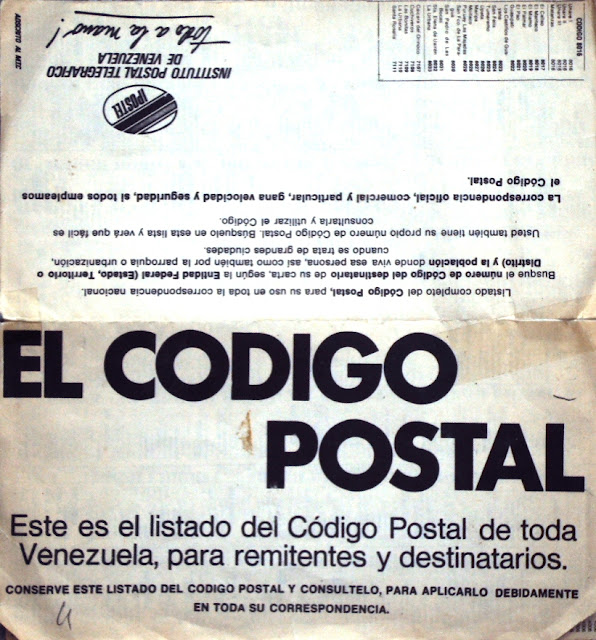 EL CODIGO
POSTAL
Este es el listado del Código Postal de toda
Venezuela, para remitentes y destinatarios.
CONSERVE ESTE LISTADO DEL CODIGO POSTAL Y CONSULTELO, PARA APLICARLO DEBIDAMENTE
EN TODA SU CORRESPONDENCIA.
Listado completo del Código Postal, para su uso en toda la correspondencia nacional.
Busque el número de Código del destinatario de su carta, según la Entidad Federal (Estado, Territorio o
Distrito) y la población donde viva esa persona, así como también por la parroquia o urbanización,
cuando se trata de grandes ciudades.
Usted también tiene su propio número de Código Postal. Búsquelo en esta lista y verá que fácil es
consultarla y utilizar el Código.
La correspondencia oficial, comercial y particular, gana velocidad y seguridad, si todos empleamos
el Código Postal.
IPOSTEL
INSTITUTO POSTAL TELEGRAFICO
DE VENEZUELA
Todo a la mano!
ADSCRITO AL MTC
CODIGO 8016